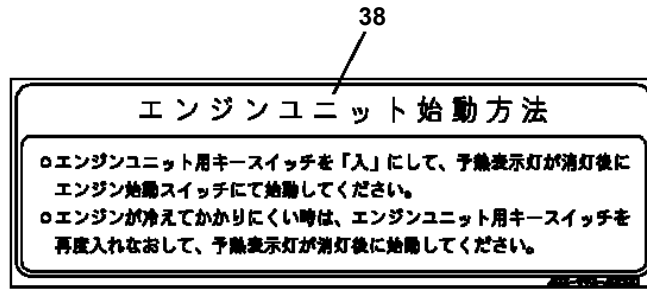 38
エンジンユニット始動方法
○エンジンユニット用キースイッチを「入」にして、予熱表示灯が消灯後に
エンジン始動スイッチにて始動してください。
○エンジンが冷えてかかりにくい時は、エンジンユニット用キースイッチを
再度入れなおして、予熱表示灯が消灯後に始動してください。